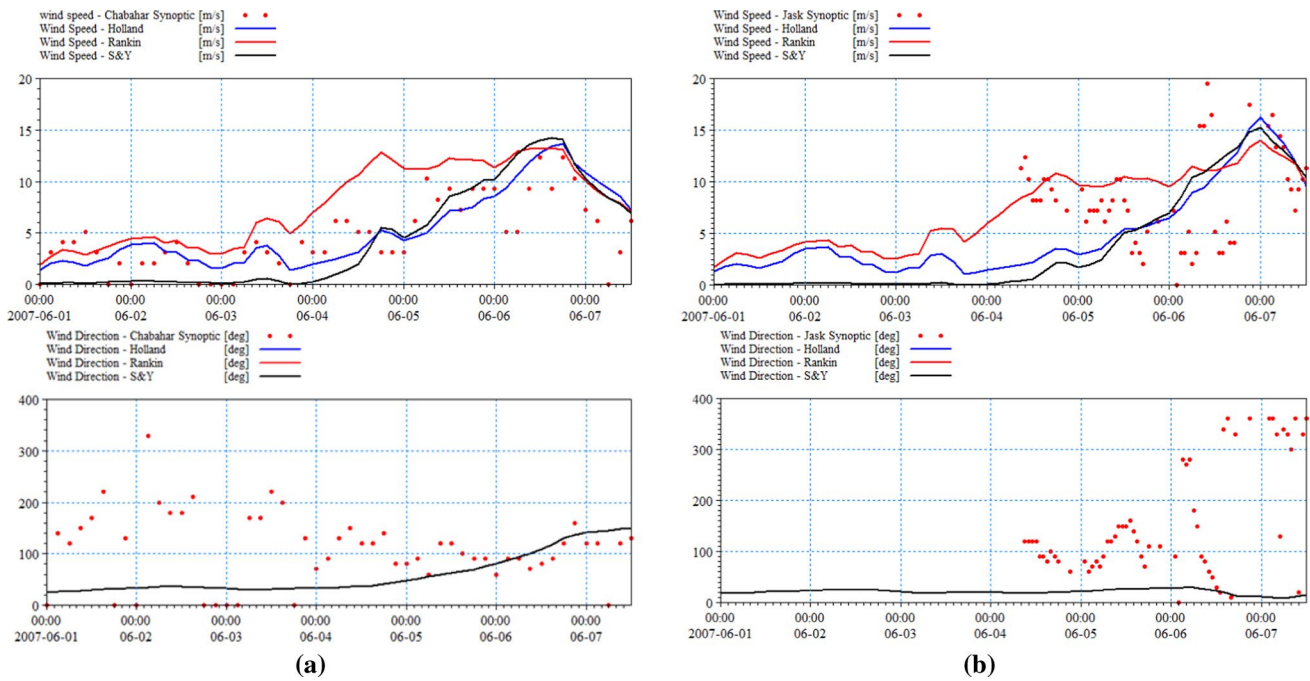 wind speed - Chabahar Synoptic [m/s]
Wind Speed - Holland [m/s]
Wind Speed - Rankin [m/s]
Wind Speed - S&Y [m/s]
20
15
10
5
0
00:00 00:00 00:00 00:00 00:00 00:00 00:00
2007-06-01 06-02 06-03 06-04 06-05 06-06 06-07
Wind Direction - Chabahar Synoptic [deg]
Wind Direction - Holland [deg]
Wind Direction - Rankin [deg]
Wind Direction - S&Y [deg]
400
300
200
100
0
00:00 00:00 00:00 00:00 00:00 00:00 00:00
2007-06-01 06-02 06-03 06-04 06-05 06-06 06-07
(a)
Wind Speed - Jask Synoptic [m/s]
Wind Speed - Holland [m/s]
Wind Speed - Rankin [m/s]
Wind Speed - S&Y [m/s]
20
15
10
5
0
00:00 00:00 00:00 00:00 00:00 00:00 00:00
2007-06-01 06-02 06-03 06-04 06-05 06-06 06-07
Wind Direction - Jask Synoptic [deg]
Wind Direction - Holland [deg]
Wind Direction - Rankin [deg]
Wind Direction - S&Y [deg]
400
300
200
100
0
00:00 00:00 00:00 00:00 00:00 00:00 00:00
2007-06-01 06-02 06-03 06-04 06-05 06-06 06-07
(b)